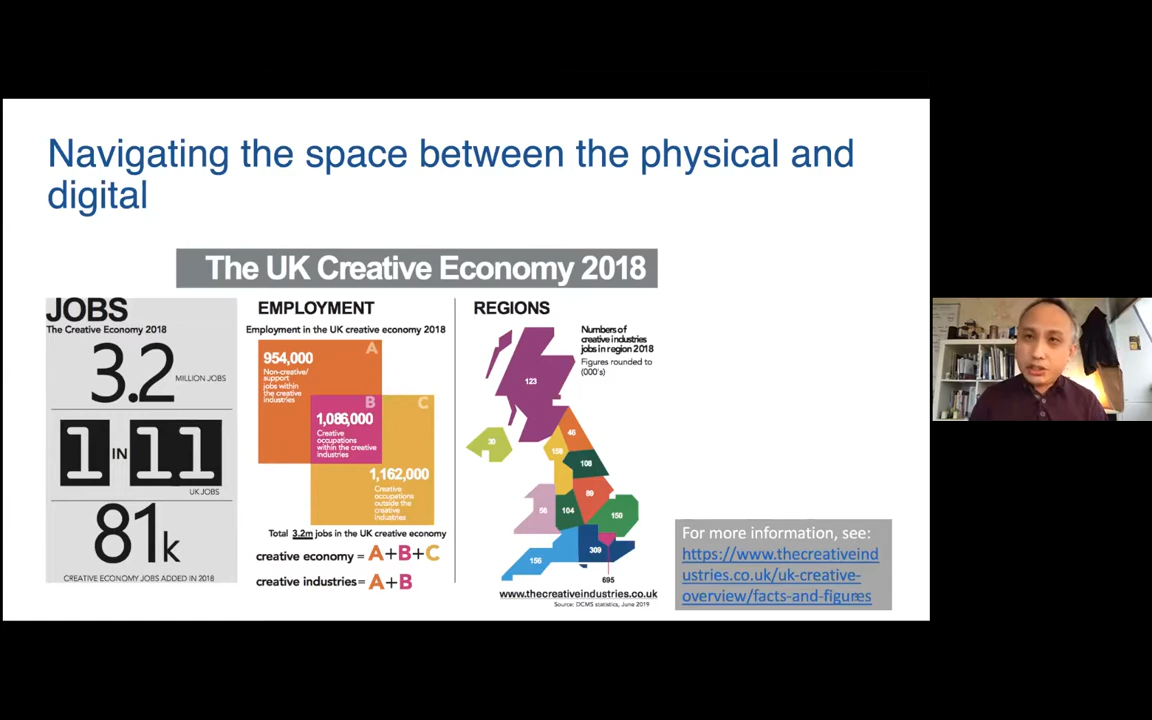 Navigating the space between the physical and
digital
The UK Creative Economy 2018
JOBS
The Creative Economy 2018
3.2
MILLION JOBS
1 IN 11
UK JOBS
81k
CREATIVE ECONOMY JOBS ADDED IN 2018
EMPLOYMENT
Employment in the UK creative economy 2018
A
954,000
Non-creative/
support
jobs within
the creative
industries
B
1,086,000
Creative
occupations
within the creative
industries
C
1,162,000
Creative
occupations
outside the
creative
industries
Total 3.2m jobs in the UK creative economy
creative economy = A+B+C
creative industries= A+B
REGIONS
Numbers of
creative industries
jobs in region 2018
Figures rounded to
(000's)
123
46
158
108
89
56
104
150
156
309
695
www.thecreativeindustries.co.uk
Source: DCMS statistics, June 2019
For more information, see:
https://www.thecreativeind
ustries.co.uk/uk-creative-
overview/facts-and-figures